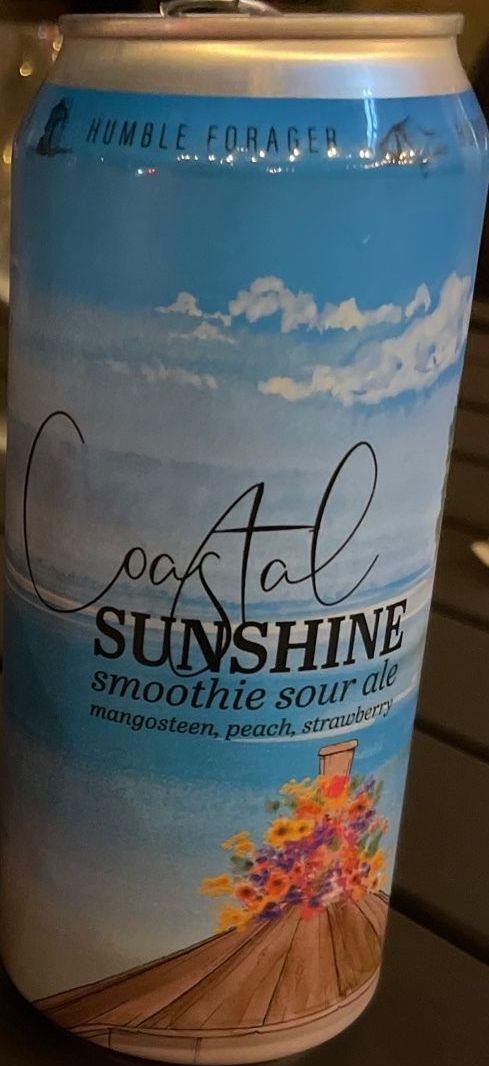 HUMBLE FORAGER
Coastal
SUNSHINE
smoothie sour ale
mangosteen, peach, strawberry